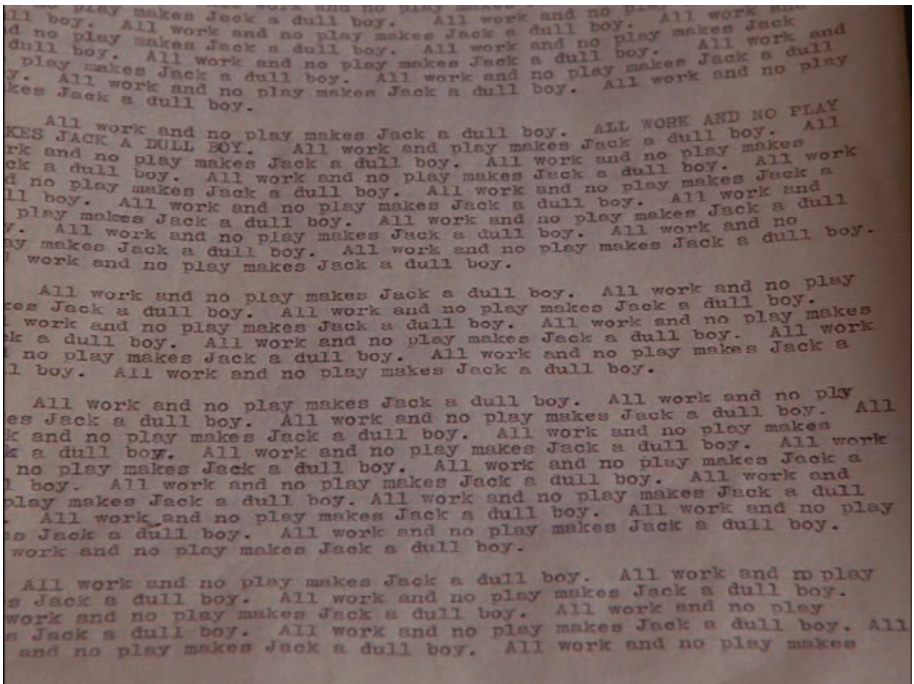 no play makes Jack a dull boy. All work and no play makes
ll boy. All work and no play makes Jack a dull boy. All work and
d no play makes Jack a dull boy. All work and no play makes Jack
dull boy. All work and no play makes Jack a dull boy. All work and
play makes Jack a dull boy. All work and no play makes Jack a dull
y. All work and no play makes Jack a dull boy. All work and no play
kes Jack a dull boy.
All work and no play makes Jack a dull boy. ALL WORK AND NO PLAY
KES JACK A DULL BOY. All work and play makes Jack a dull boy. All
rk and no play makes Jack a dull boy. All work and no play makes
ck a dull boy. All work and no play makes Jack a dull boy. All work
d no play makes Jack a dull boy. All work and no play makes Jack a
ll boy. All work and no play makes Jack a dull boy. All work and
play makes Jack a dull boy. All work and no play makes Jack a dull
y. All work and no play makes Jack a dull boy. All work and no
ay makes Jack a dull boy. All work and no play makes Jack a dull boy.
l work and no play makes Jack a dull boy.
All work and no play makes Jack a dull boy. All work and no play
kes Jack a dull boy. All work and no play makes Jack a dull boy.
work and no play makes Jack a dull boy. All work and no play makes
k a dull boy. All work and no play makes Jack a dull boy. All work
d no play makes Jack a dull boy. All work and no play makes Jack a
ll boy. All work and no play makes Jack a dull boy.
All work and no play makes Jack a dull boy. All work and no ply
es Jack a dull boy. All work and no play makes Jack a dull boy. All
k and no play makes Jack a dull boy. All work and no play makes
k a dull boy. All work and no play makes Jack a dull boy. All work
no play makes Jack a dull boy. All work and no play makes Jack a
l boy. All work and no play makes Jack a dull boy. All work and
play makes Jack a dull boy. All work and no play makes Jack a dull
. All work and no play makes Jack a dull boy. All work and no play
s Jack a dull boy. All work and no play makes Jack a dull boy.
work and no play makes Jack a dull boy.
All work and no play makes Jack a dull boy. All work and no play
s Jack a dull boy. All work and no play makes Jack a dull boy.
work and no play makes Jack a dull boy. All work and no play
s Jack a dull boy. All work and no play makes Jack a dull boy. All
and no play makes Jack a dull boy. All work and no play makes